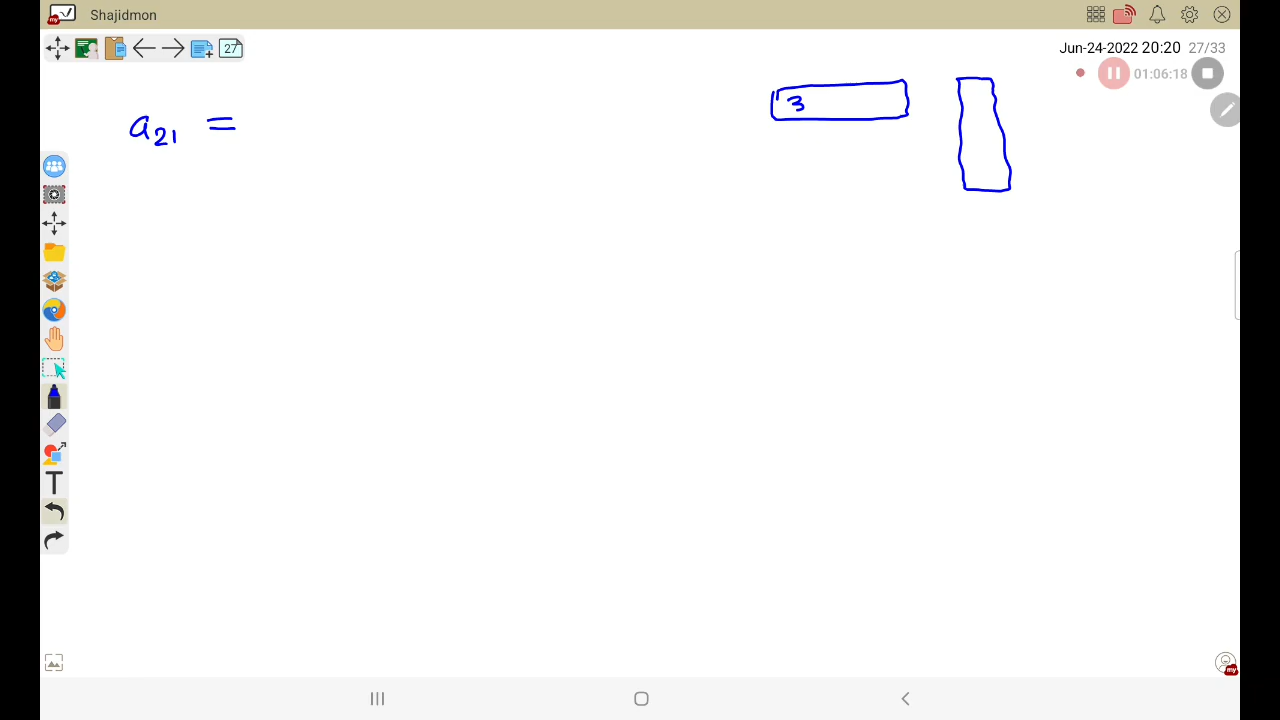 Shajidmon
27
Jun-24-2022 20:20 27/33
01:06:18
a21 =
3
T